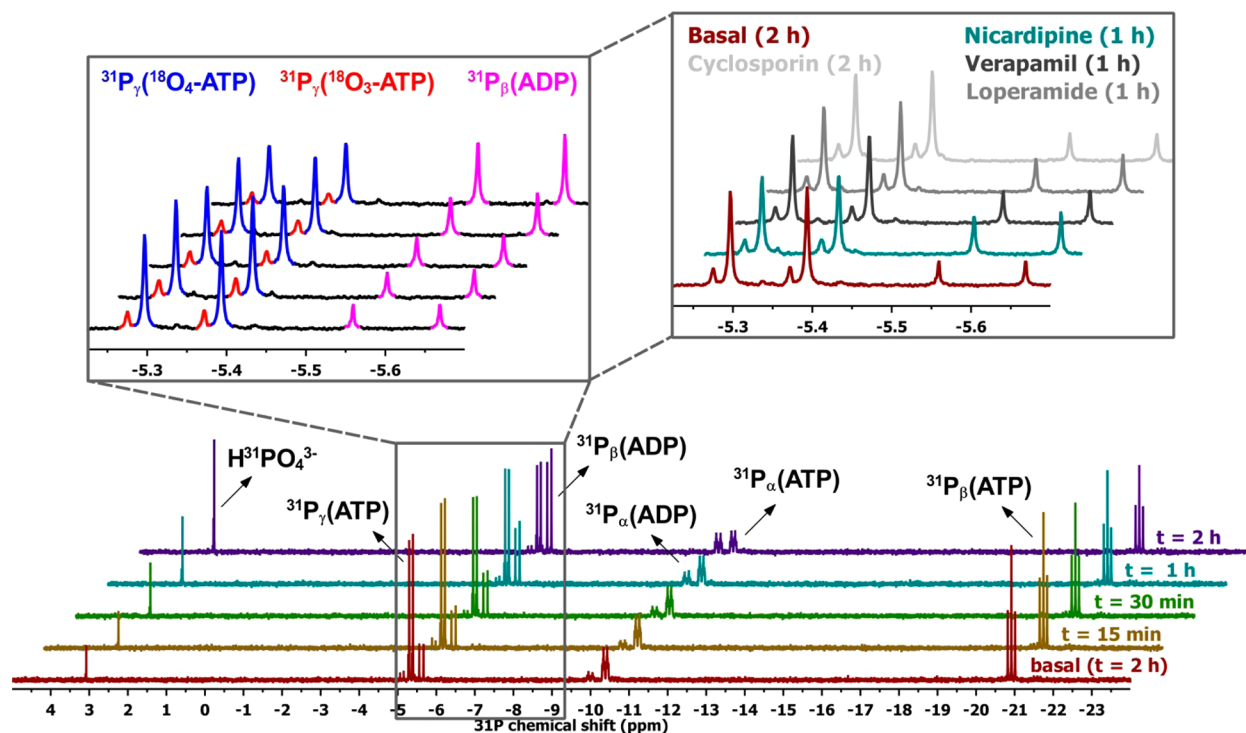 Basal (2 h) Nicardipine (1 h)
Cyclosporin (2 h) Verapamil (1 h)
Loperamide (1 h)
³¹Pᵧ(¹⁸O₄-ATP) ³¹Pᵧ(¹⁸O₃-ATP) ³¹Pᵦ(ADP)
-5.3 -5.4 -5.5 -5.6
-5.3 -5.4 -5.5 -5.6
H³¹PO₄³⁻
³¹Pᵧ(ATP)
³¹Pᵦ(ADP)
³¹Pα(ADP)
³¹Pα(ATP)
³¹Pᵦ(ATP)
t = 2 h
t = 1 h
t = 30 min
t = 15 min
basal (t = 2 h)
4 3 2 1 0 -1 -2 -3 -4 -5 -6 -7 -8 -9 -10 -11 -12 -13 -14 -15 -16 -17 -18 -19 -20 -21 -22 -23
31P chemical shift (ppm)